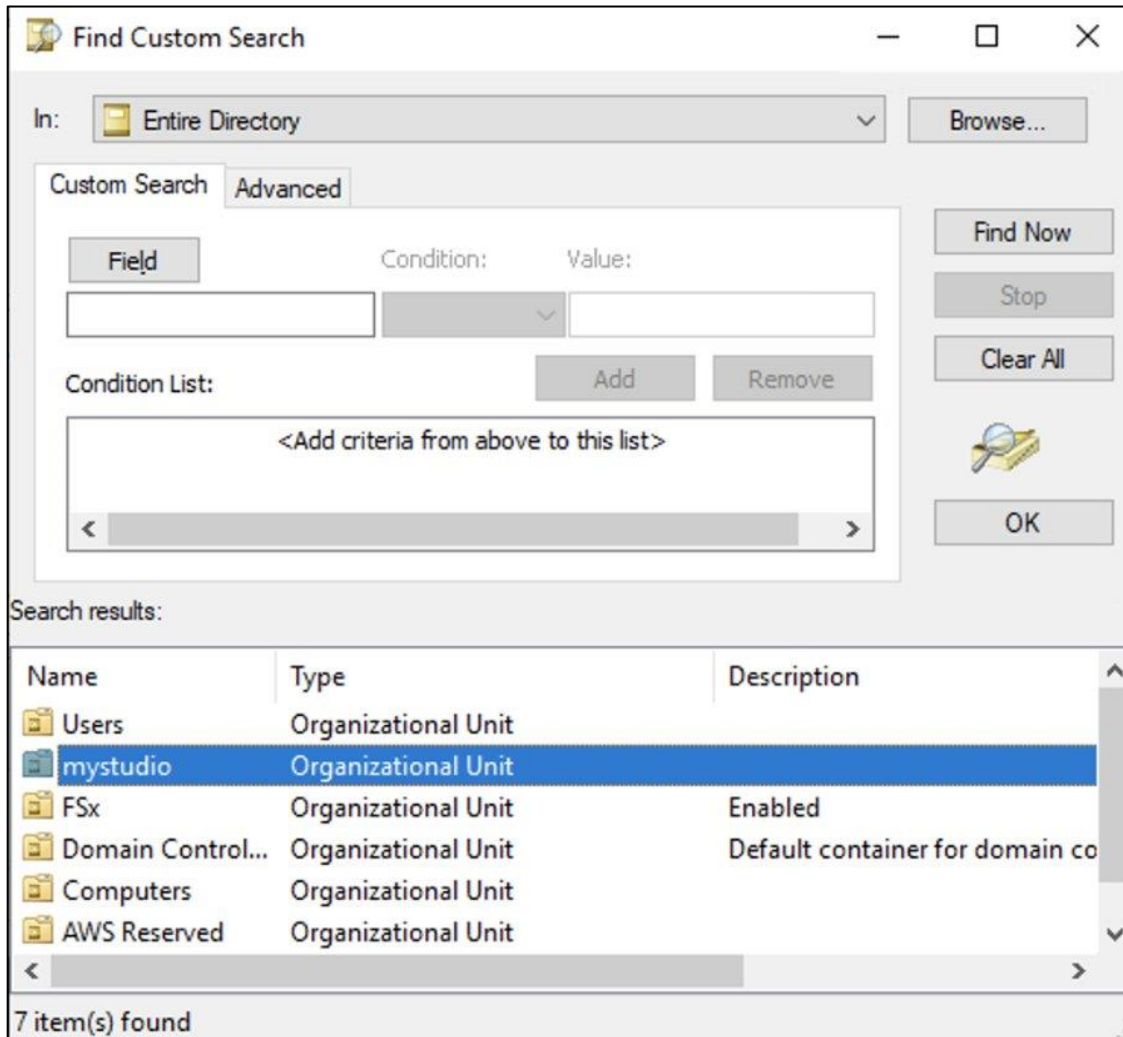 Find Custom Search
In: Entire Directory Browse...
Custom Search Advanced
Find Now
Field Condition: Value:
Stop
Clear All
Condition List: Add Remove
<Add criteria from above to this list>
OK
Search results:
Name Type Description
Users Organizational Unit
mystudio Organizational Unit
FSx Organizational Unit Enabled
Domain Control... Organizational Unit Default container for domain co
Computers Organizational Unit
AWS Reserved Organizational Unit
7 item(s) found